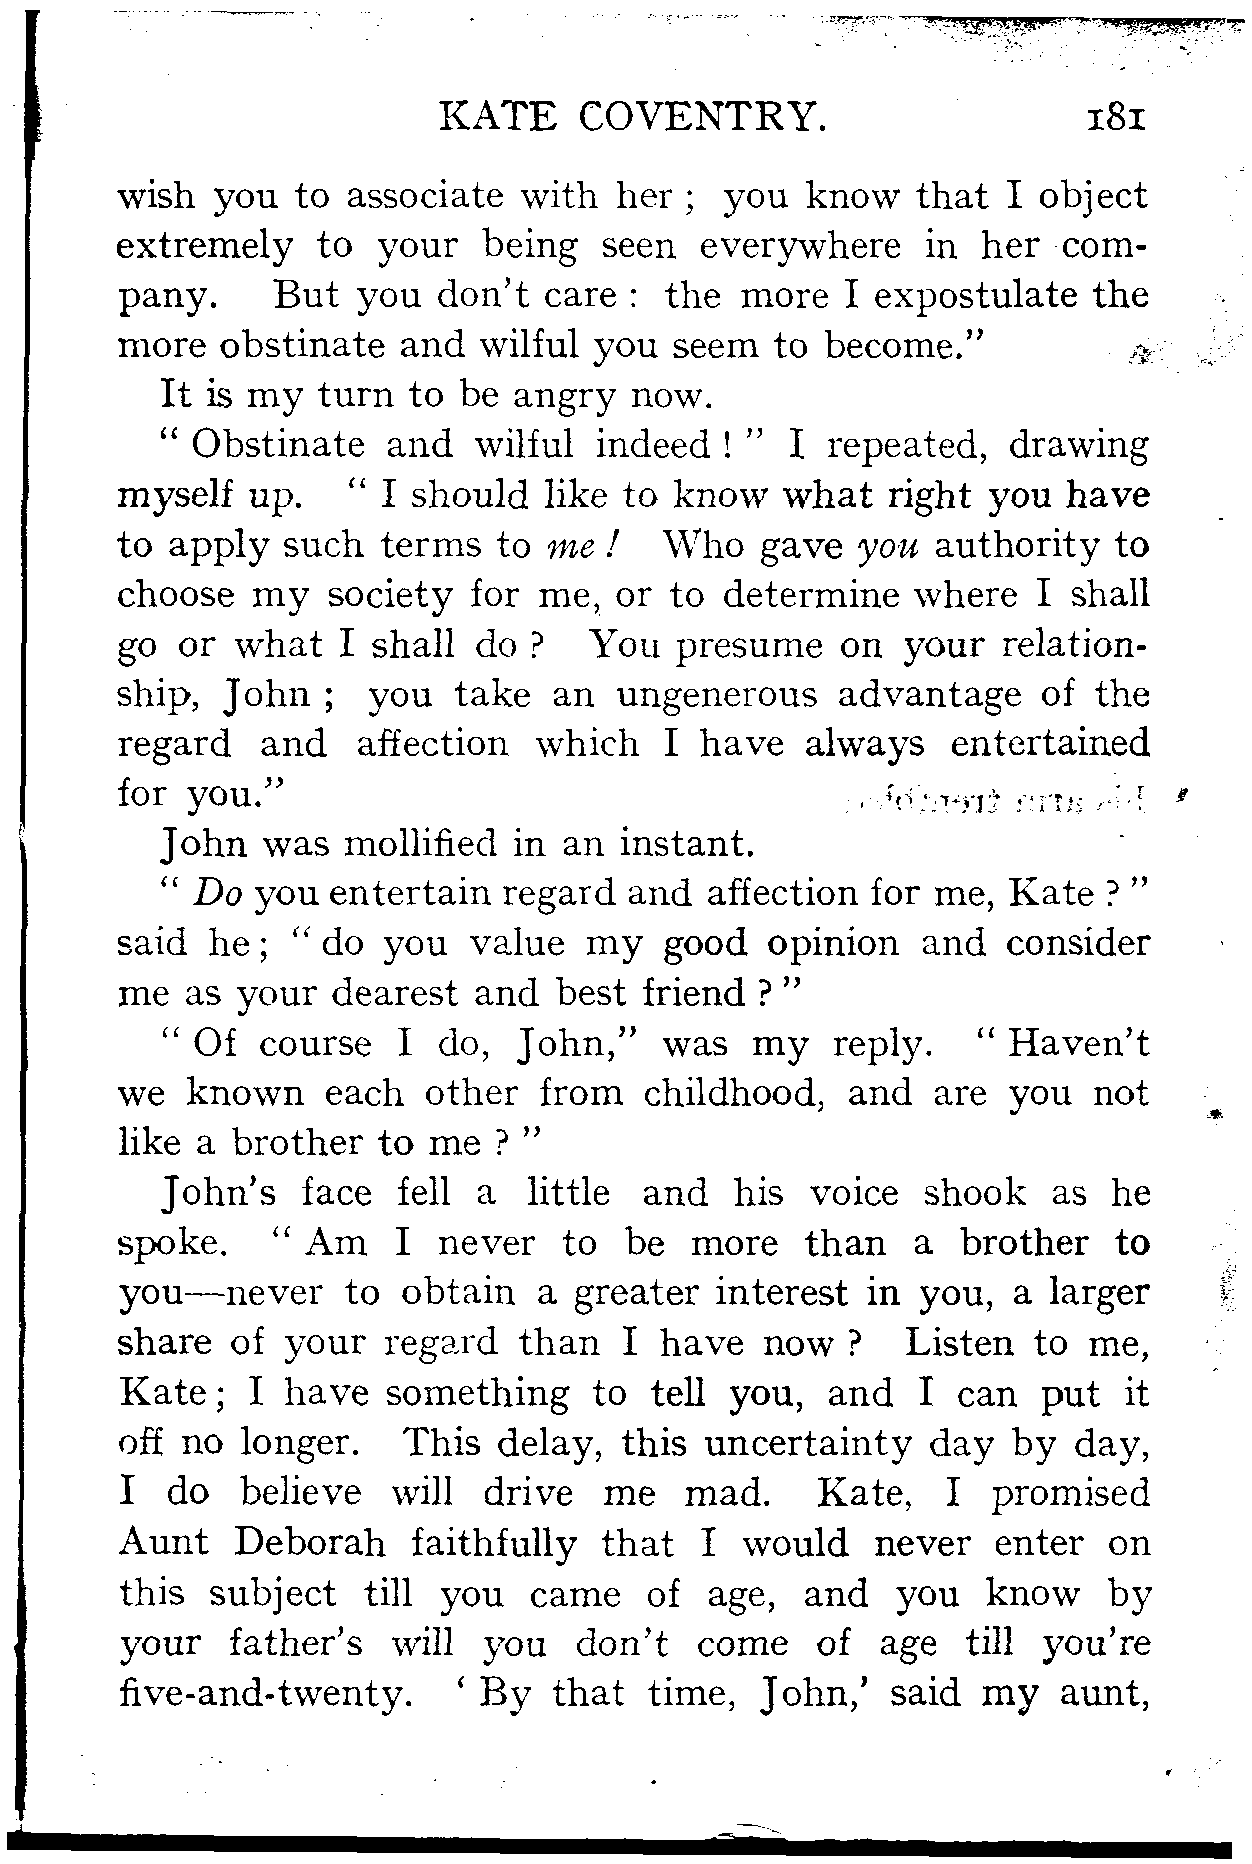 KATE COVENTRY. 181
wish you to associate with her ; you know that I object
extremely to your being seen everywhere in her com-
pany. But you don't care : the more I expostulate the
more obstinate and wilful you seem to become."
It is my turn to be angry now.
" Obstinate and wilful indeed ! " I repeated, drawing
myself up. " I should like to know what right you have
to apply such terms to me ! Who gave you authority to
choose my society for me, or to determine where I shall
go or what I shall do ? You presume on your relation-
ship, John ; you take an ungenerous advantage of the
regard and affection which I have always entertained
for you."
John was mollified in an instant.
" Do you entertain regard and affection for me, Kate ? "
said he ; " do you value my good opinion and consider
me as your dearest and best friend ? "
" Of course I do, John," was my reply. " Haven't
we known each other from childhood, and are you not
like a brother to me ? "
John's face fell a little and his voice shook as he
spoke. " Am I never to be more than a brother to
you—never to obtain a greater interest in you, a larger
share of your regard than I have now ? Listen to me,
Kate ; I have something to tell you, and I can put it
off no longer. This delay, this uncertainty day by day,
I do believe will drive me mad. Kate, I promised
Aunt Deborah faithfully that I would never enter on
this subject till you came of age, and you know by
your father's will you don't come of age till you're
five-and-twenty. ' By that time, John,' said my aunt,